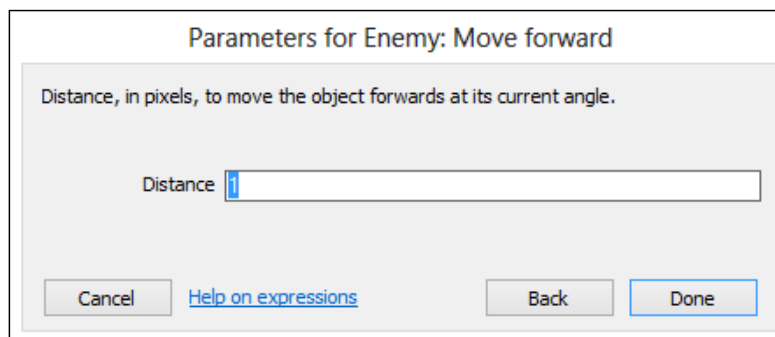 Parameters for Enemy: Move forward
Distance, in pixels, to move the object forwards at its current angle.
Distance 1
Cancel Help on expressions Back Done